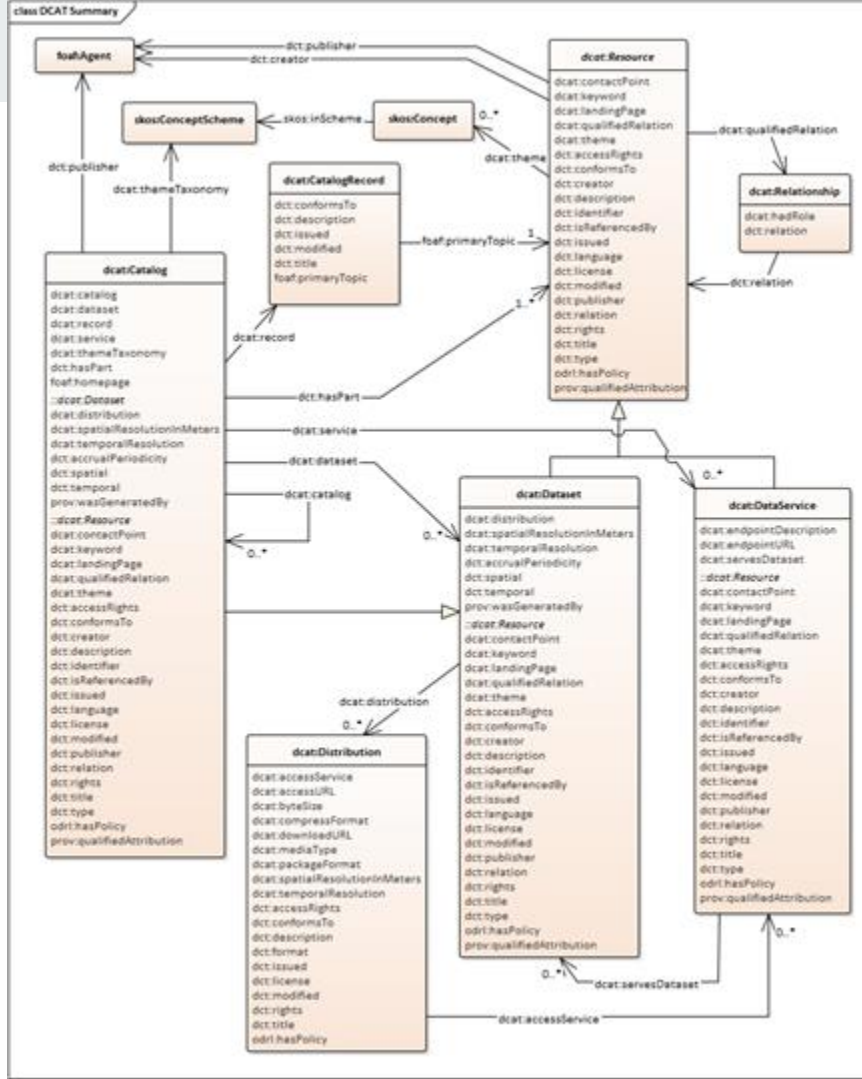 class DCAT Summary
foaf:Agent
dct:publisher
dct:creator
skos:ConceptScheme
skos:inScheme
skos:Concept
0..*
dcat:theme
dct:publisher
dcat:themeTaxonomy
dcat:Resource
dcat:contactPoint
dcat:keyword
dcat:landingPage
dcat:qualifiedRelation
dcat:theme
dct:accessRights
dct:conformsTo
dct:creator
dct:description
dct:identifier
dct:isReferencedBy
dct:issued
dct:language
dct:license
dct:modified
dct:publisher
dct:relation
dct:rights
dct:title
dct:type
odrl:hasPolicy
prov:qualifiedAttribution
dcat:qualifiedRelation
dcat:Relationship
dcat:hadRole
dct:relation
dct:relation
dcat:CatalogRecord
dct:conformsTo
dct:description
dct:issued
dct:modified
dct:title
foaf:primaryTopic
foaf:primaryTopic
1
1..*
dcat:record
dct:hasPart
dcat:service
dcat:dataset
dcat:catalog
0..*
0..*
0..*
dcat:Catalog
dcat:catalog
dcat:dataset
dcat:record
dcat:service
dcat:themeTaxonomy
dct:hasPart
foaf:homepage
::dcat:Dataset
dcat:distribution
dcat:spatialResolutionInMeters
dcat:temporalResolution
dct:accrualPeriodicity
dct:spatial
dct:temporal
prov:wasGeneratedBy
::dcat:Resource
dcat:contactPoint
dcat:keyword
dcat:landingPage
dcat:qualifiedRelation
dcat:theme
dct:accessRights
dct:conformsTo
dct:creator
dct:description
dct:identifier
dct:isReferencedBy
dct:issued
dct:language
dct:license
dct:modified
dct:publisher
dct:relation
dct:rights
dct:title
dct:type
odrl:hasPolicy
prov:qualifiedAttribution
dcat:Dataset
dcat:distribution
dcat:spatialResolutionInMeters
dcat:temporalResolution
dct:accrualPeriodicity
dct:spatial
dct:temporal
prov:wasGeneratedBy
::dcat:Resource
dcat:contactPoint
dcat:keyword
dcat:landingPage
dcat:qualifiedRelation
dcat:theme
dct:accessRights
dct:conformsTo
dct:creator
dct:description
dct:identifier
dct:isReferencedBy
dct:issued
dct:language
dct:license
dct:modified
dct:publisher
dct:relation
dct:rights
dct:title
dct:type
odrl:hasPolicy
prov:qualifiedAttribution
dcat:DataService
dcat:endpointDescription
dcat:endpointURL
dcat:servesDataset
::dcat:Resource
dcat:contactPoint
dcat:keyword
dcat:landingPage
dcat:qualifiedRelation
dcat:theme
dct:accessRights
dct:conformsTo
dct:creator
dct:description
dct:identifier
dct:isReferencedBy
dct:issued
dct:language
dct:license
dct:modified
dct:publisher
dct:relation
dct:rights
dct:title
dct:type
odrl:hasPolicy
prov:qualifiedAttribution
dcat:distribution
0..*
dcat:Distribution
dcat:accessService
dcat:accessURL
dcat:byteSize
dcat:compressFormat
dcat:downloadURL
dcat:mediaType
dcat:packageFormat
dcat:spatialResolutionInMeters
dcat:temporalResolution
dct:accessRights
dct:conformsTo
dct:description
dct:format
dct:issued
dct:license
dct:modified
dct:rights
dct:title
odrl:hasPolicy
0..*
dcat:servesDataset
0..*
dcat:accessService